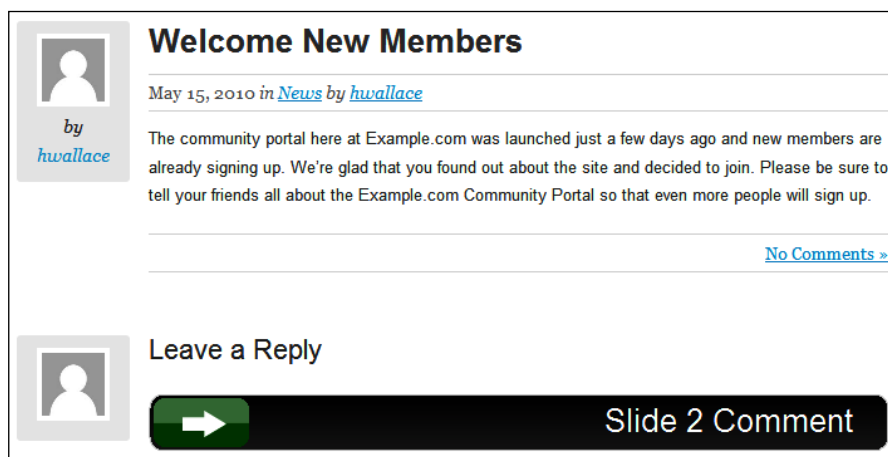 Welcome New Members
May 15, 2010 in News by hwallace
by
hwallace
The community portal here at Example.com was launched just a few days ago and new members are
already signing up. We're glad that you found out about the site and decided to join. Please be sure to
tell your friends all about the Example.com Community Portal so that even more people will sign up.
No Comments »
Leave a Reply
Slide 2 Comment